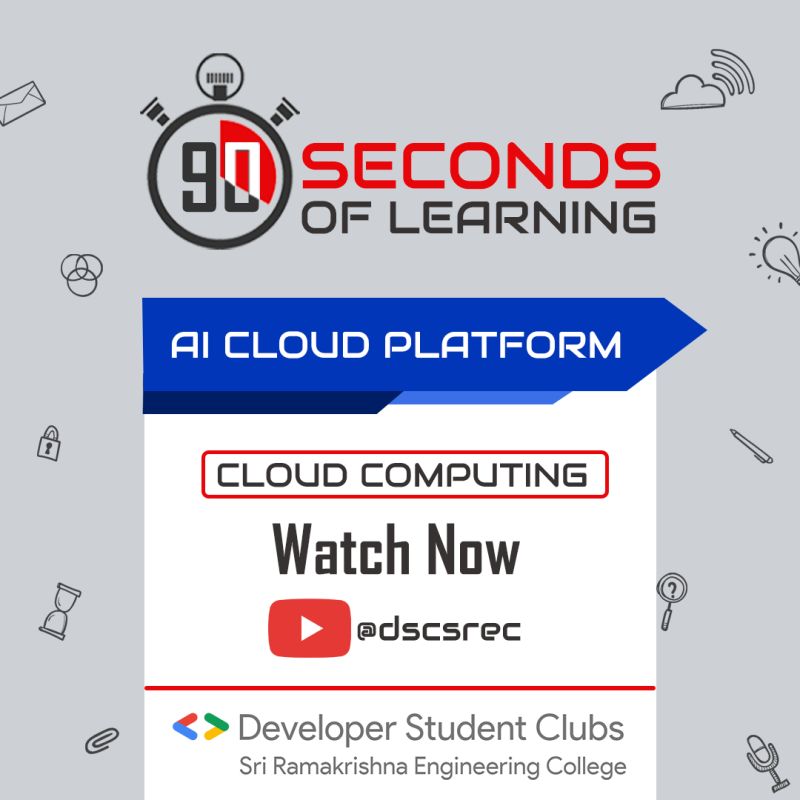 90 SECONDS
OF LEARNING
AI CLOUD PLATFORM
CLOUD COMPUTING
Watch Now
@dscsrec
Developer Student Clubs
Sri Ramakrishna Engineering College
?